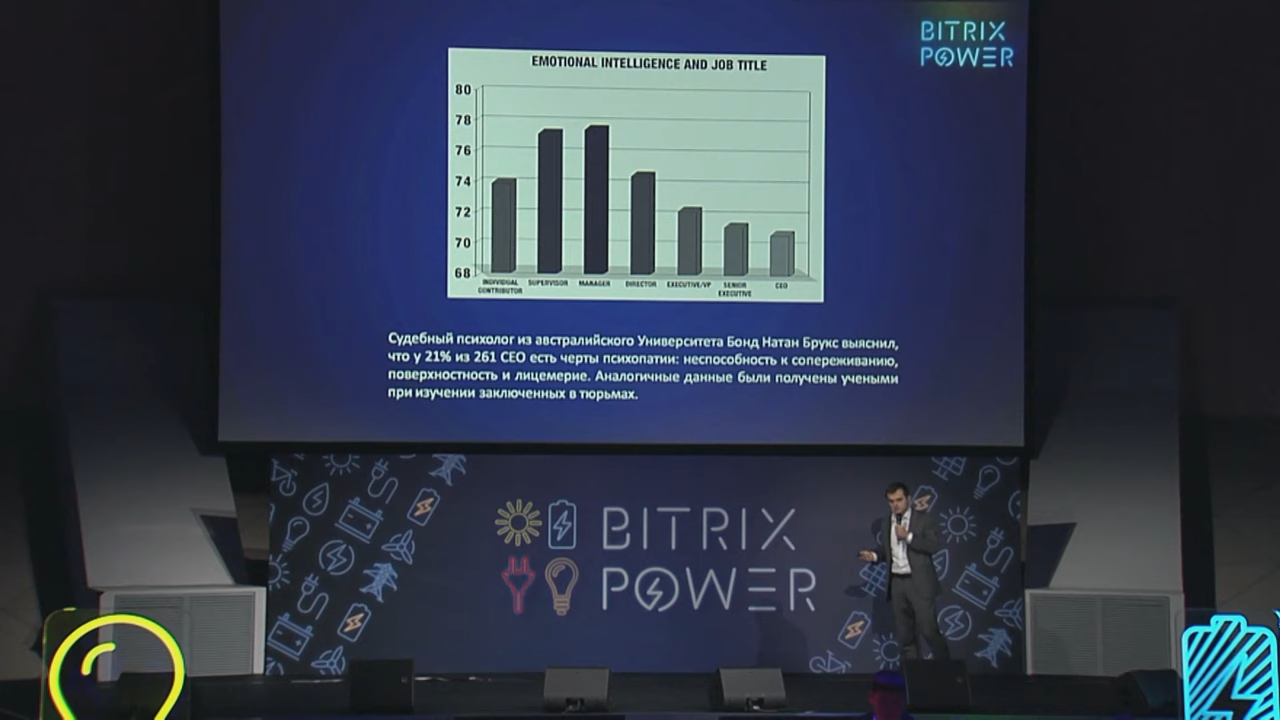 BITRIX
POWER
EMOTIONAL INTELLIGENCE AND JOB TITLE
80
78
76
74
72
70
68
INDIVIDUAL CONTRIBUTOR
SUPERVISOR
MANAGER
DIRECTOR
EXECUTIVE/VP
SENIOR EXECUTIVE
CEO
Судебный психолог из австралийского Университета Бонд Натан Брукс выяснил,
что у 21% из 261 CEO есть черты психопатии: неспособность к сопереживанию,
поверхностность и лицемерие. Аналогичные данные были получены учеными
при изучении заключенных в тюрьмах.
BITRIX
POWER